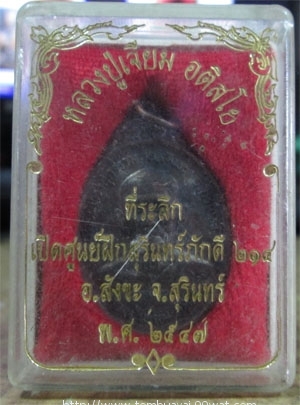 หลวงปู่เจียม อติสโย
ที่ระลึก
เปิดศูนย์ฝึกสุรินทร์ภักดี ๒๑๔
อ.สังขะ จ.สุรินทร์
พ.ศ. ๒๕๔๗